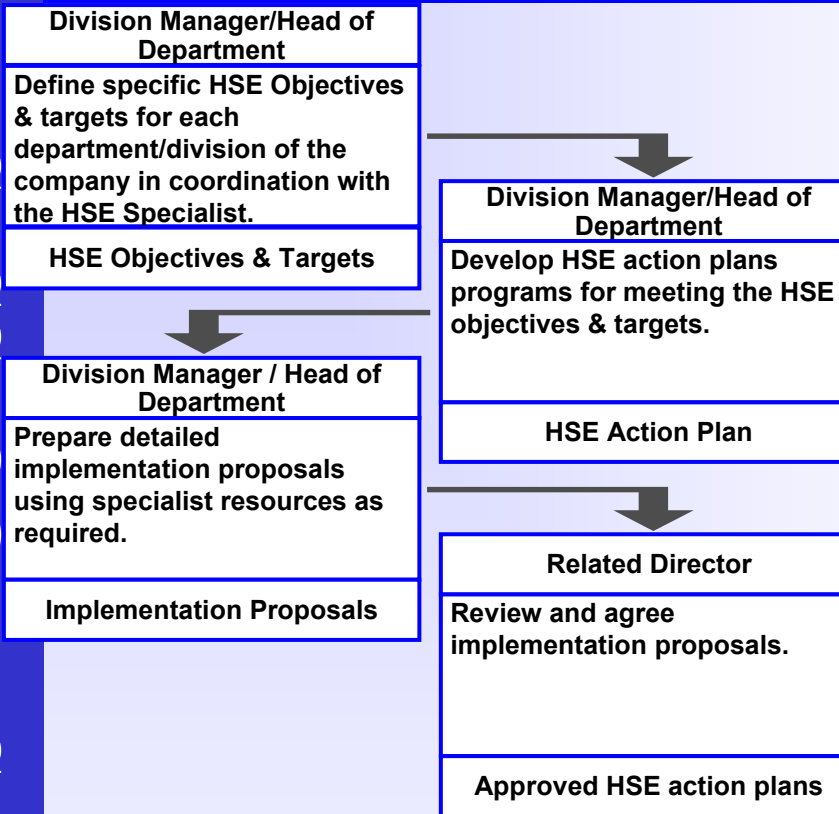 Division Manager/Head of
Department
Define specific HSE Objectives
& targets for each
department/division of the
company in coordination with
the HSE Specialist.
HSE Objectives & Targets
Division Manager/Head of
Department
Develop HSE action plans
programs for meeting the HSE
objectives & targets.
HSE Action Plan
Division Manager / Head of
Department
Prepare detailed
implementation proposals
using specialist resources as
required.
Implementation Proposals
Related Director
Review and agree
implementation proposals.
Approved HSE action plans